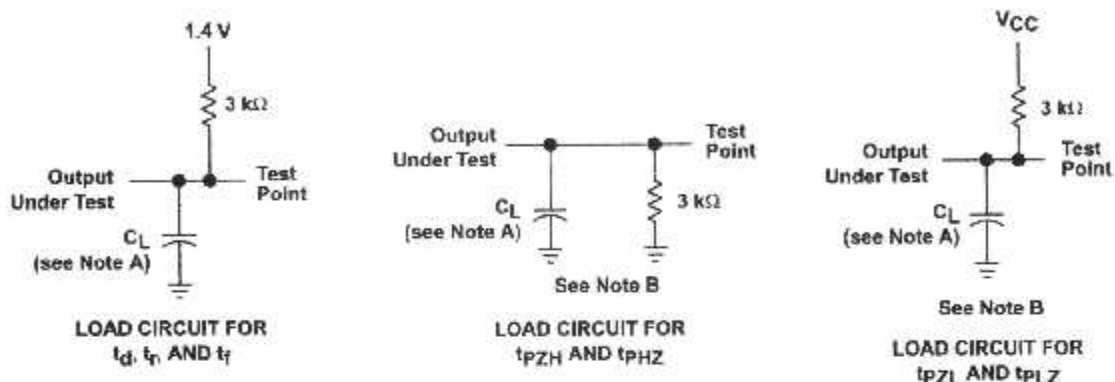 1.4 V
3 kΩ
Output
Under Test
Test
Point
CL
(see Note A)
LOAD CIRCUIT FOR
td, tr, AND tf
Output
Under Test
Test
Point
CL
(see Note A)
3 kΩ
See Note B
LOAD CIRCUIT FOR
tPZH AND tPHZ
VCC
3 kΩ
Output
Under Test
Test
Point
CL
(see Note A)
See Note B
LOAD CIRCUIT FOR
tPZL AND tPLZ